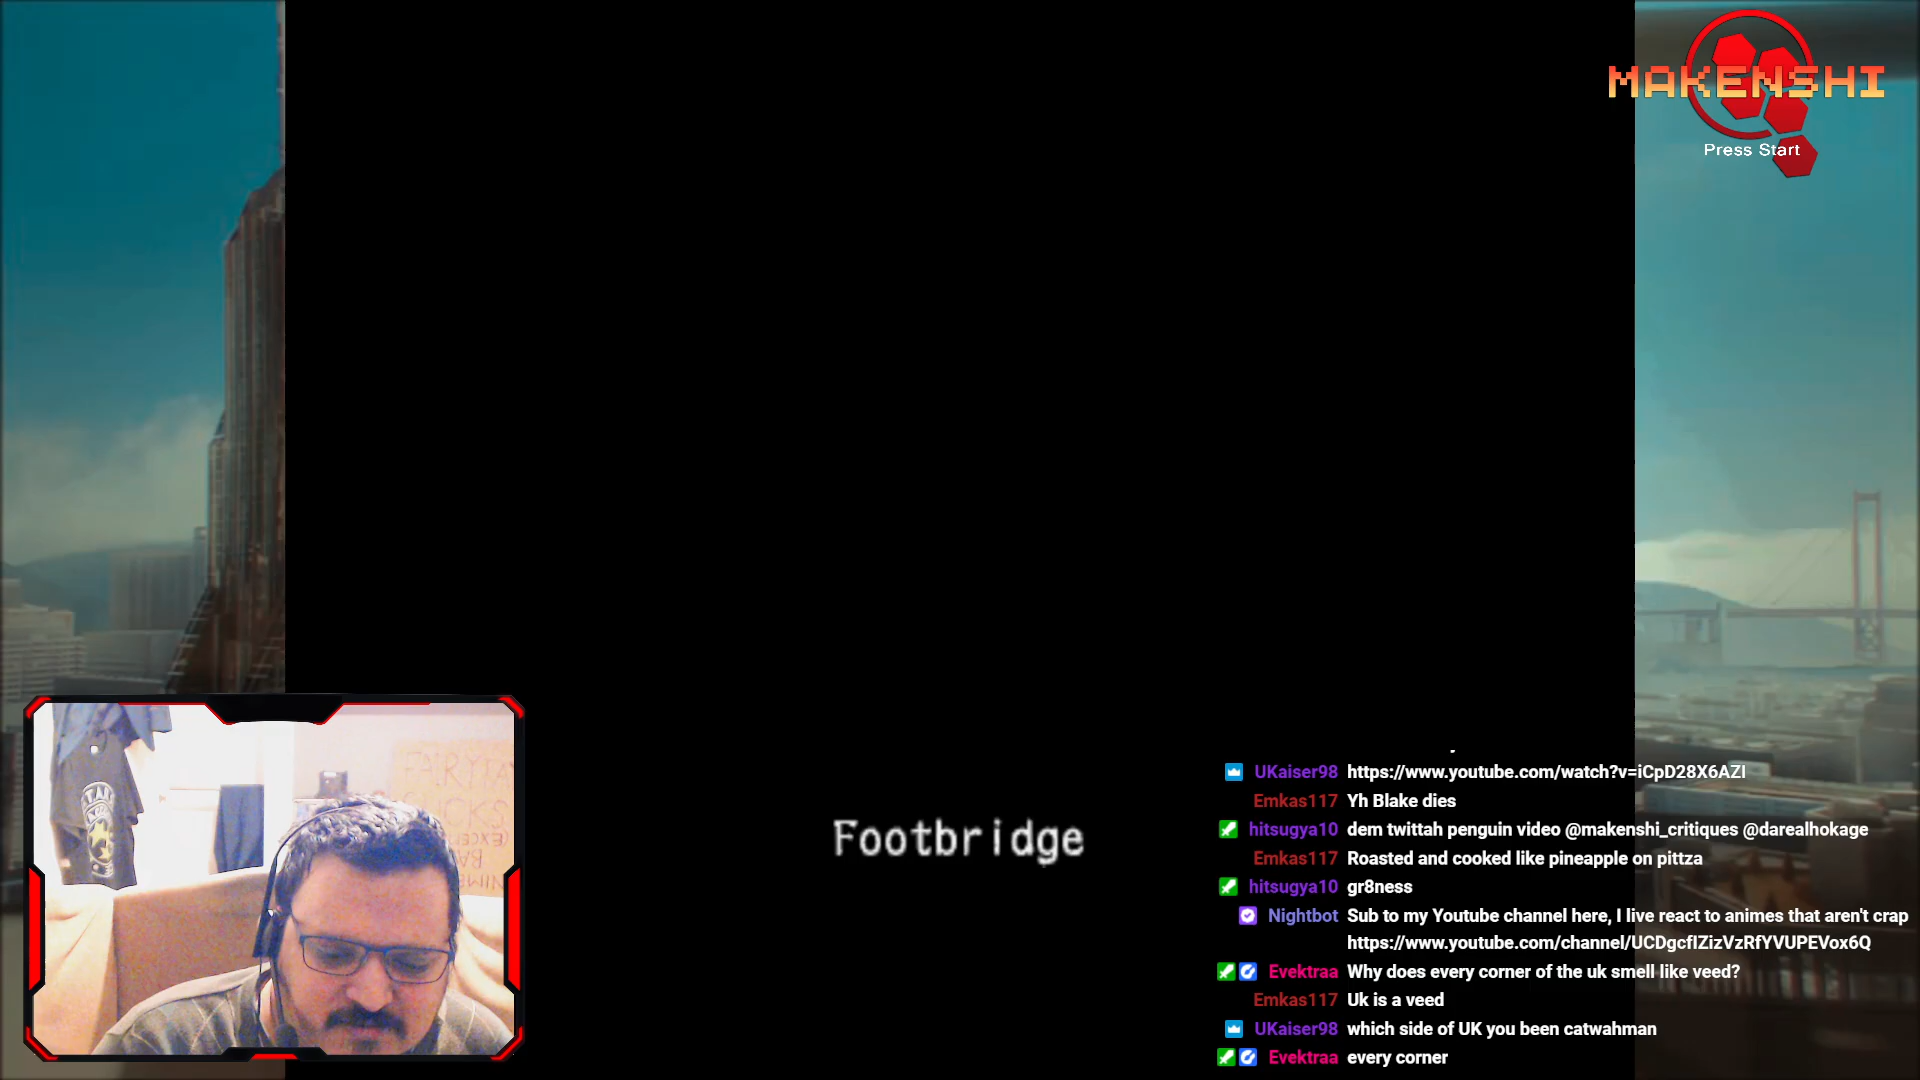 MAKENSHI
Press Start
FAIRYTA
Footbridge
UKaiser98 https://www.youtube.com/watch?v=iCpD28X6AZI
Emkas117 Yh Blake dies
hitsugya10 dem twittah penguin video @makenshi_critiques @darealhokage
Emkas117 Roasted and cooked like pineapple on pittza
hitsugya10 gr8ness
Nightbot Sub to my Youtube channel here, I live react to animes that aren't crap
https://www.youtube.com/channel/UCDgcfIZizVzRfYVUPEVox6Q
Evektraa Why does every corner of the uk smell like veed?
Emkas117 Uk is a veed
UKaiser98 which side of UK you been catwahman
Evektraa every corner